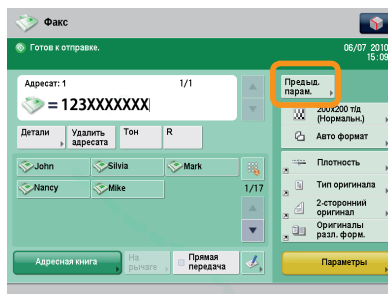 Факс
Готов к отправке.
06/07 2010
15:09
Адресат: 1
1/1
= 123XXXXXXX
Предыд.
парам.
200x200 т/д
(Нормальн.)
Авто формат
Детали
Удалить
адресата
Тон
R
John
Silvia
Mark
Nancy
Mike
1/17
Плотность
Тип оригинала
2-сторонний
оригинал
Оригиналы
разл. форм.
Адресная книга
На
рычаге
Прямая
передача
Параметры